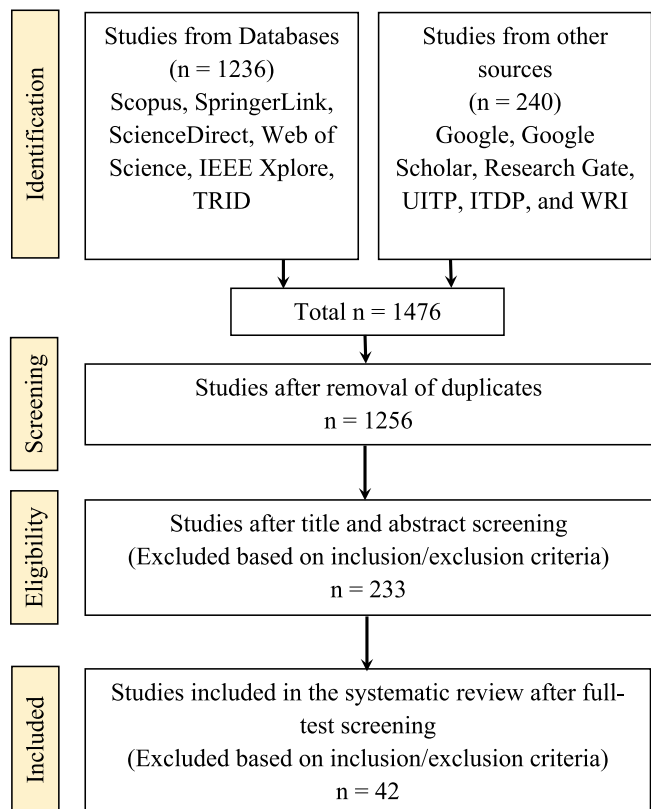 Identification
Studies from Databases
(n = 1236)
Scopus, SpringerLink,
ScienceDirect, Web of
Science, IEEE Xplore,
TRID
Studies from other
sources
(n = 240)
Google, Google
Scholar, Research Gate,
UITP, ITDP, and WRI
Total n = 1476
Screening
Studies after removal of duplicates
n = 1256
Eligibility
Studies after title and abstract screening
(Excluded based on inclusion/exclusion criteria)
n = 233
Included
Studies included in the systematic review after full-
test screening
(Excluded based on inclusion/exclusion criteria)
n = 42